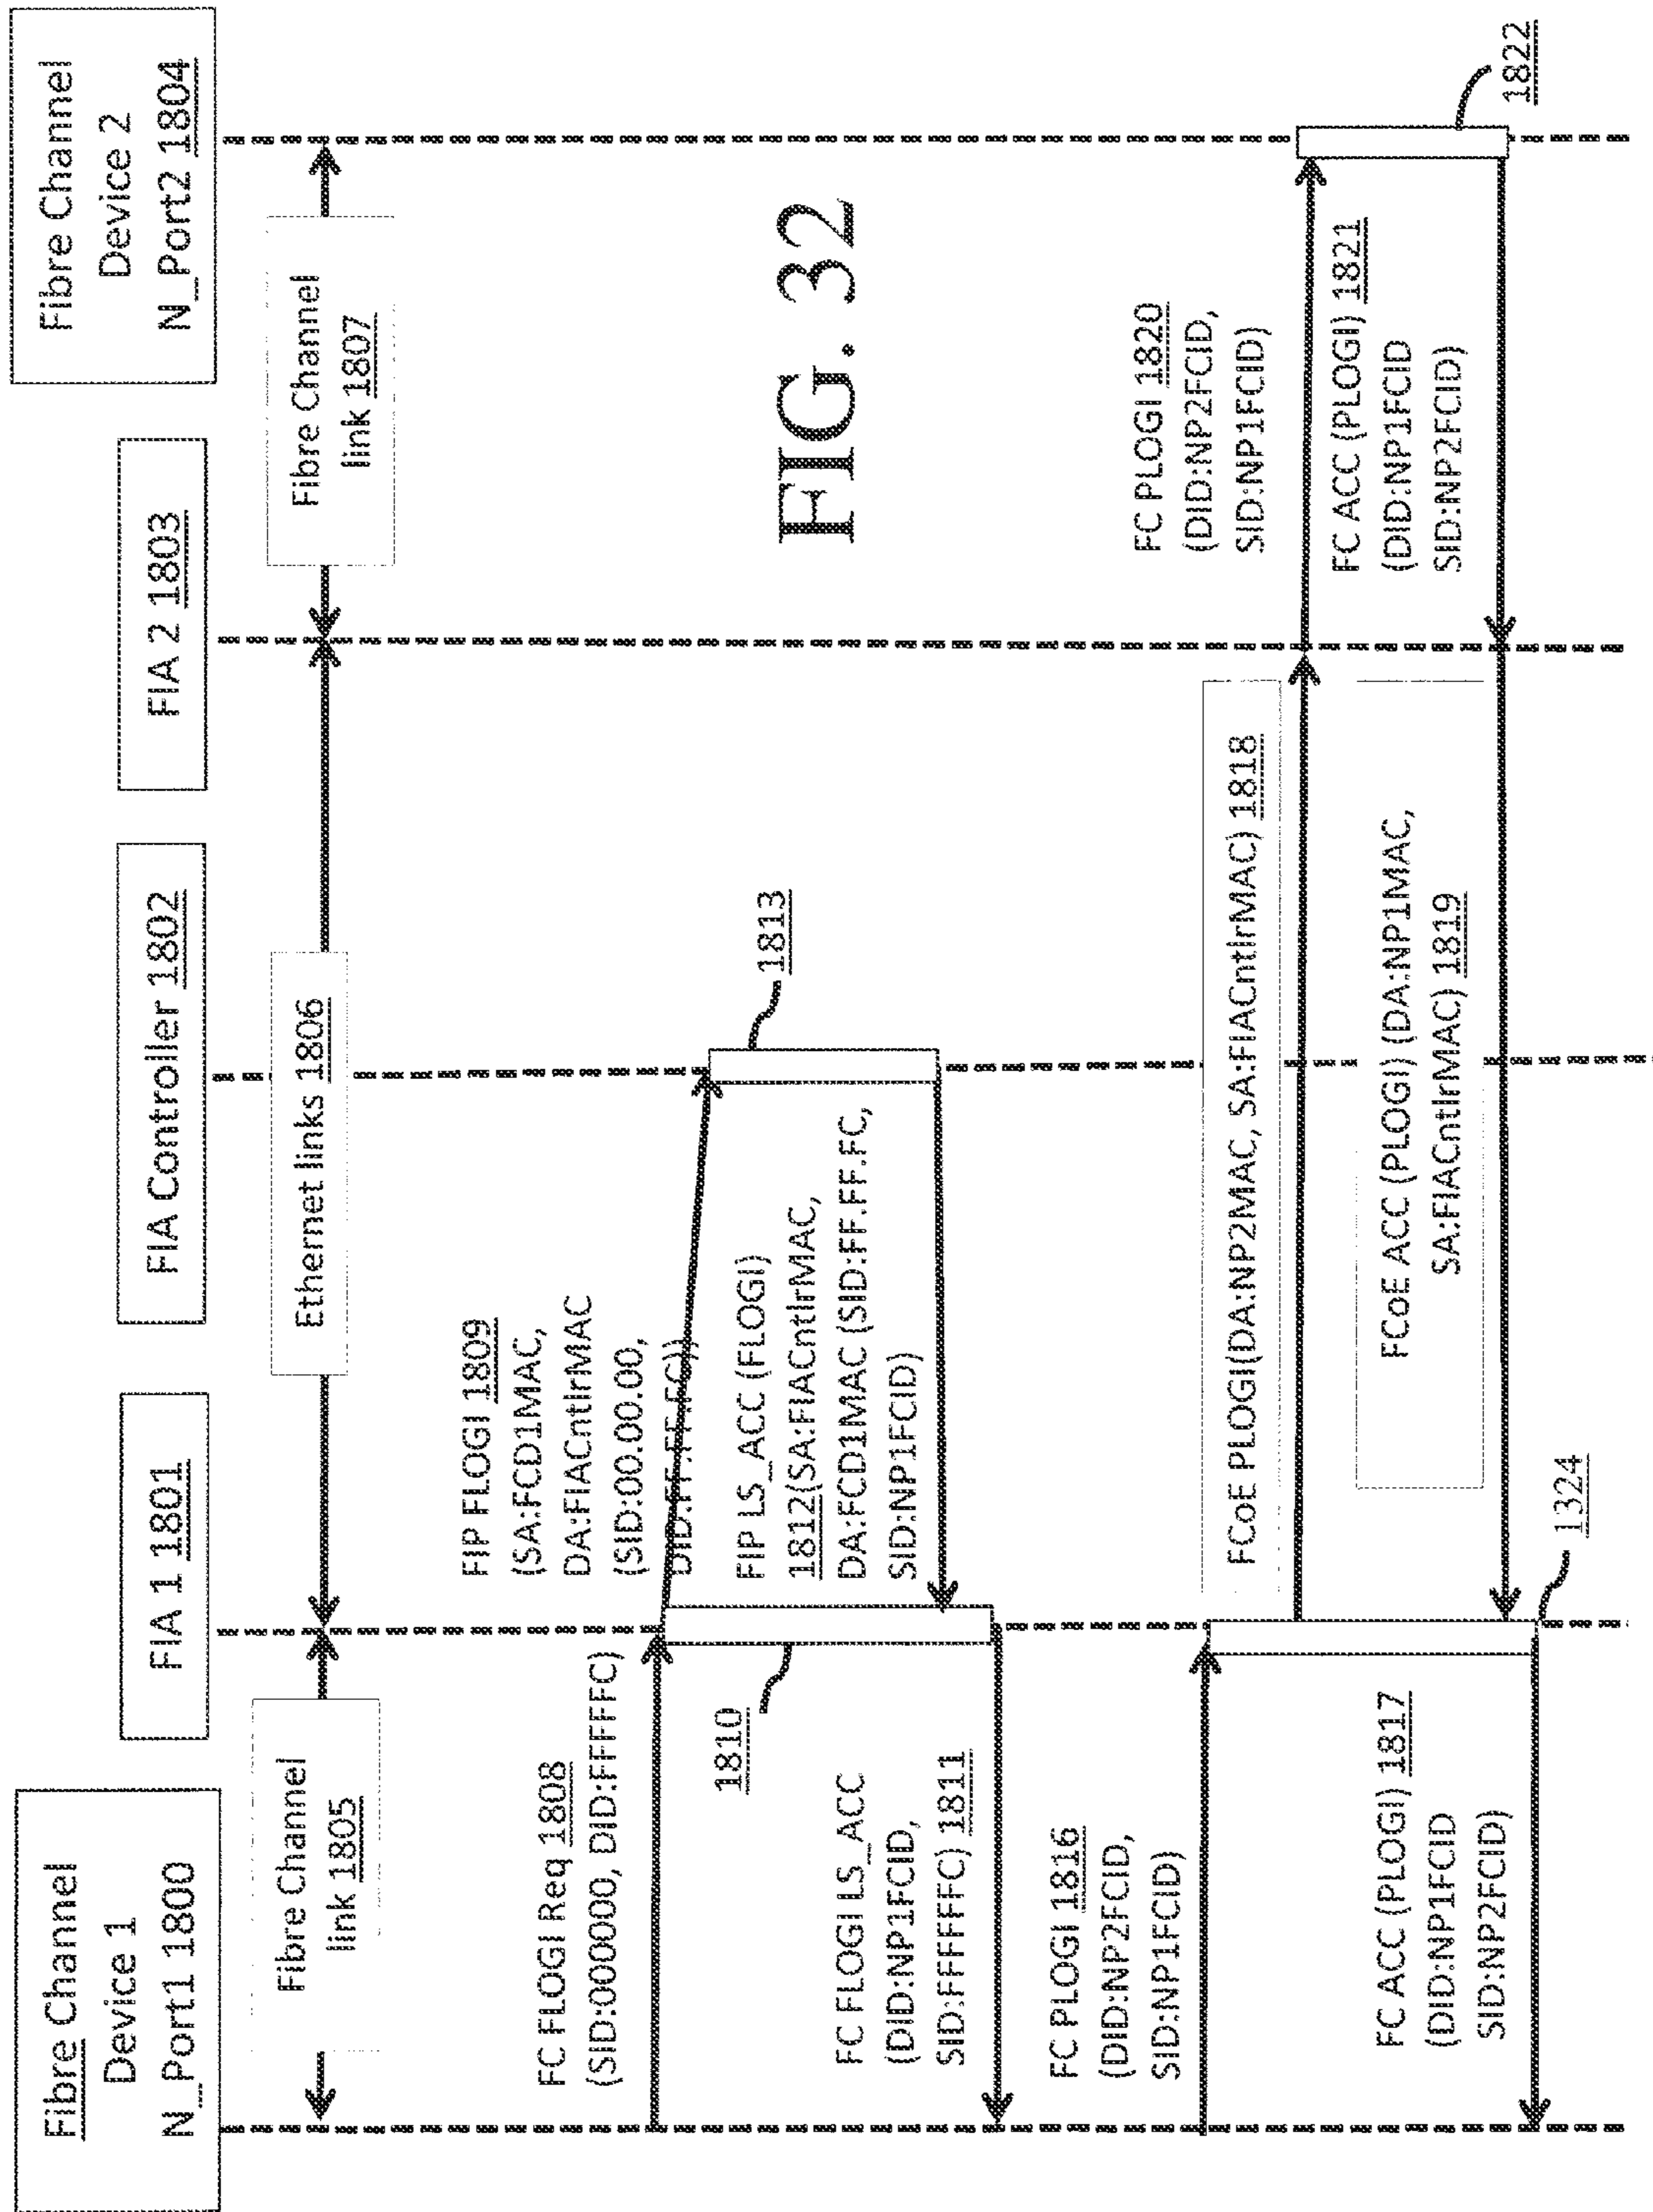 Fibre Channel
Device 1
N_Port1 1800
FIA 1 1801
FIA Controller 1802
FIA 2 1803
Fibre Channel
Device 2
N_Port2 1804
Fibre Channel
link 1805
Ethernet links 1806
Fibre Channel
link 1807
FC FLOGI Req 1808
(SID:000000, DID:FFFFFC)
FIP FLOGI 1809
(SA:FCD1MAC,
DA:FIACntlrMAC
(SID:00.00.00,
DID:FF.FF.FC))
1810
1813
FIP LS_ACC (FLOGI)
1812(SA:FIACntlrMAC,
DA:FCD1MAC (SID:FF.FF.FC,
SID:NP1FCID)
FC FLOGI LS_ACC
(DID:NP1FCID,
SID:FFFFFFC) 1811
FIG. 32
FC PLOGI 1816
(DID:NP2FCID,
SID:NP1FCID)
FCoE PLOGI(DA:NP2MAC, SA:FIACntlrMAC) 1818
FC PLOGI 1820
(DID:NP2FCID,
SID:NP1FCID)
FC ACC (PLOGI) 1817
(DID:NP1FCID
SID:NP2FCID)
1324
FCoE ACC (PLOGI) (DA:NP1MAC,
SA:FIACntlrMAC) 1819
FC ACC (PLOGI) 1821
(DID:NP1FCID
SID:NP2FCID)
1822